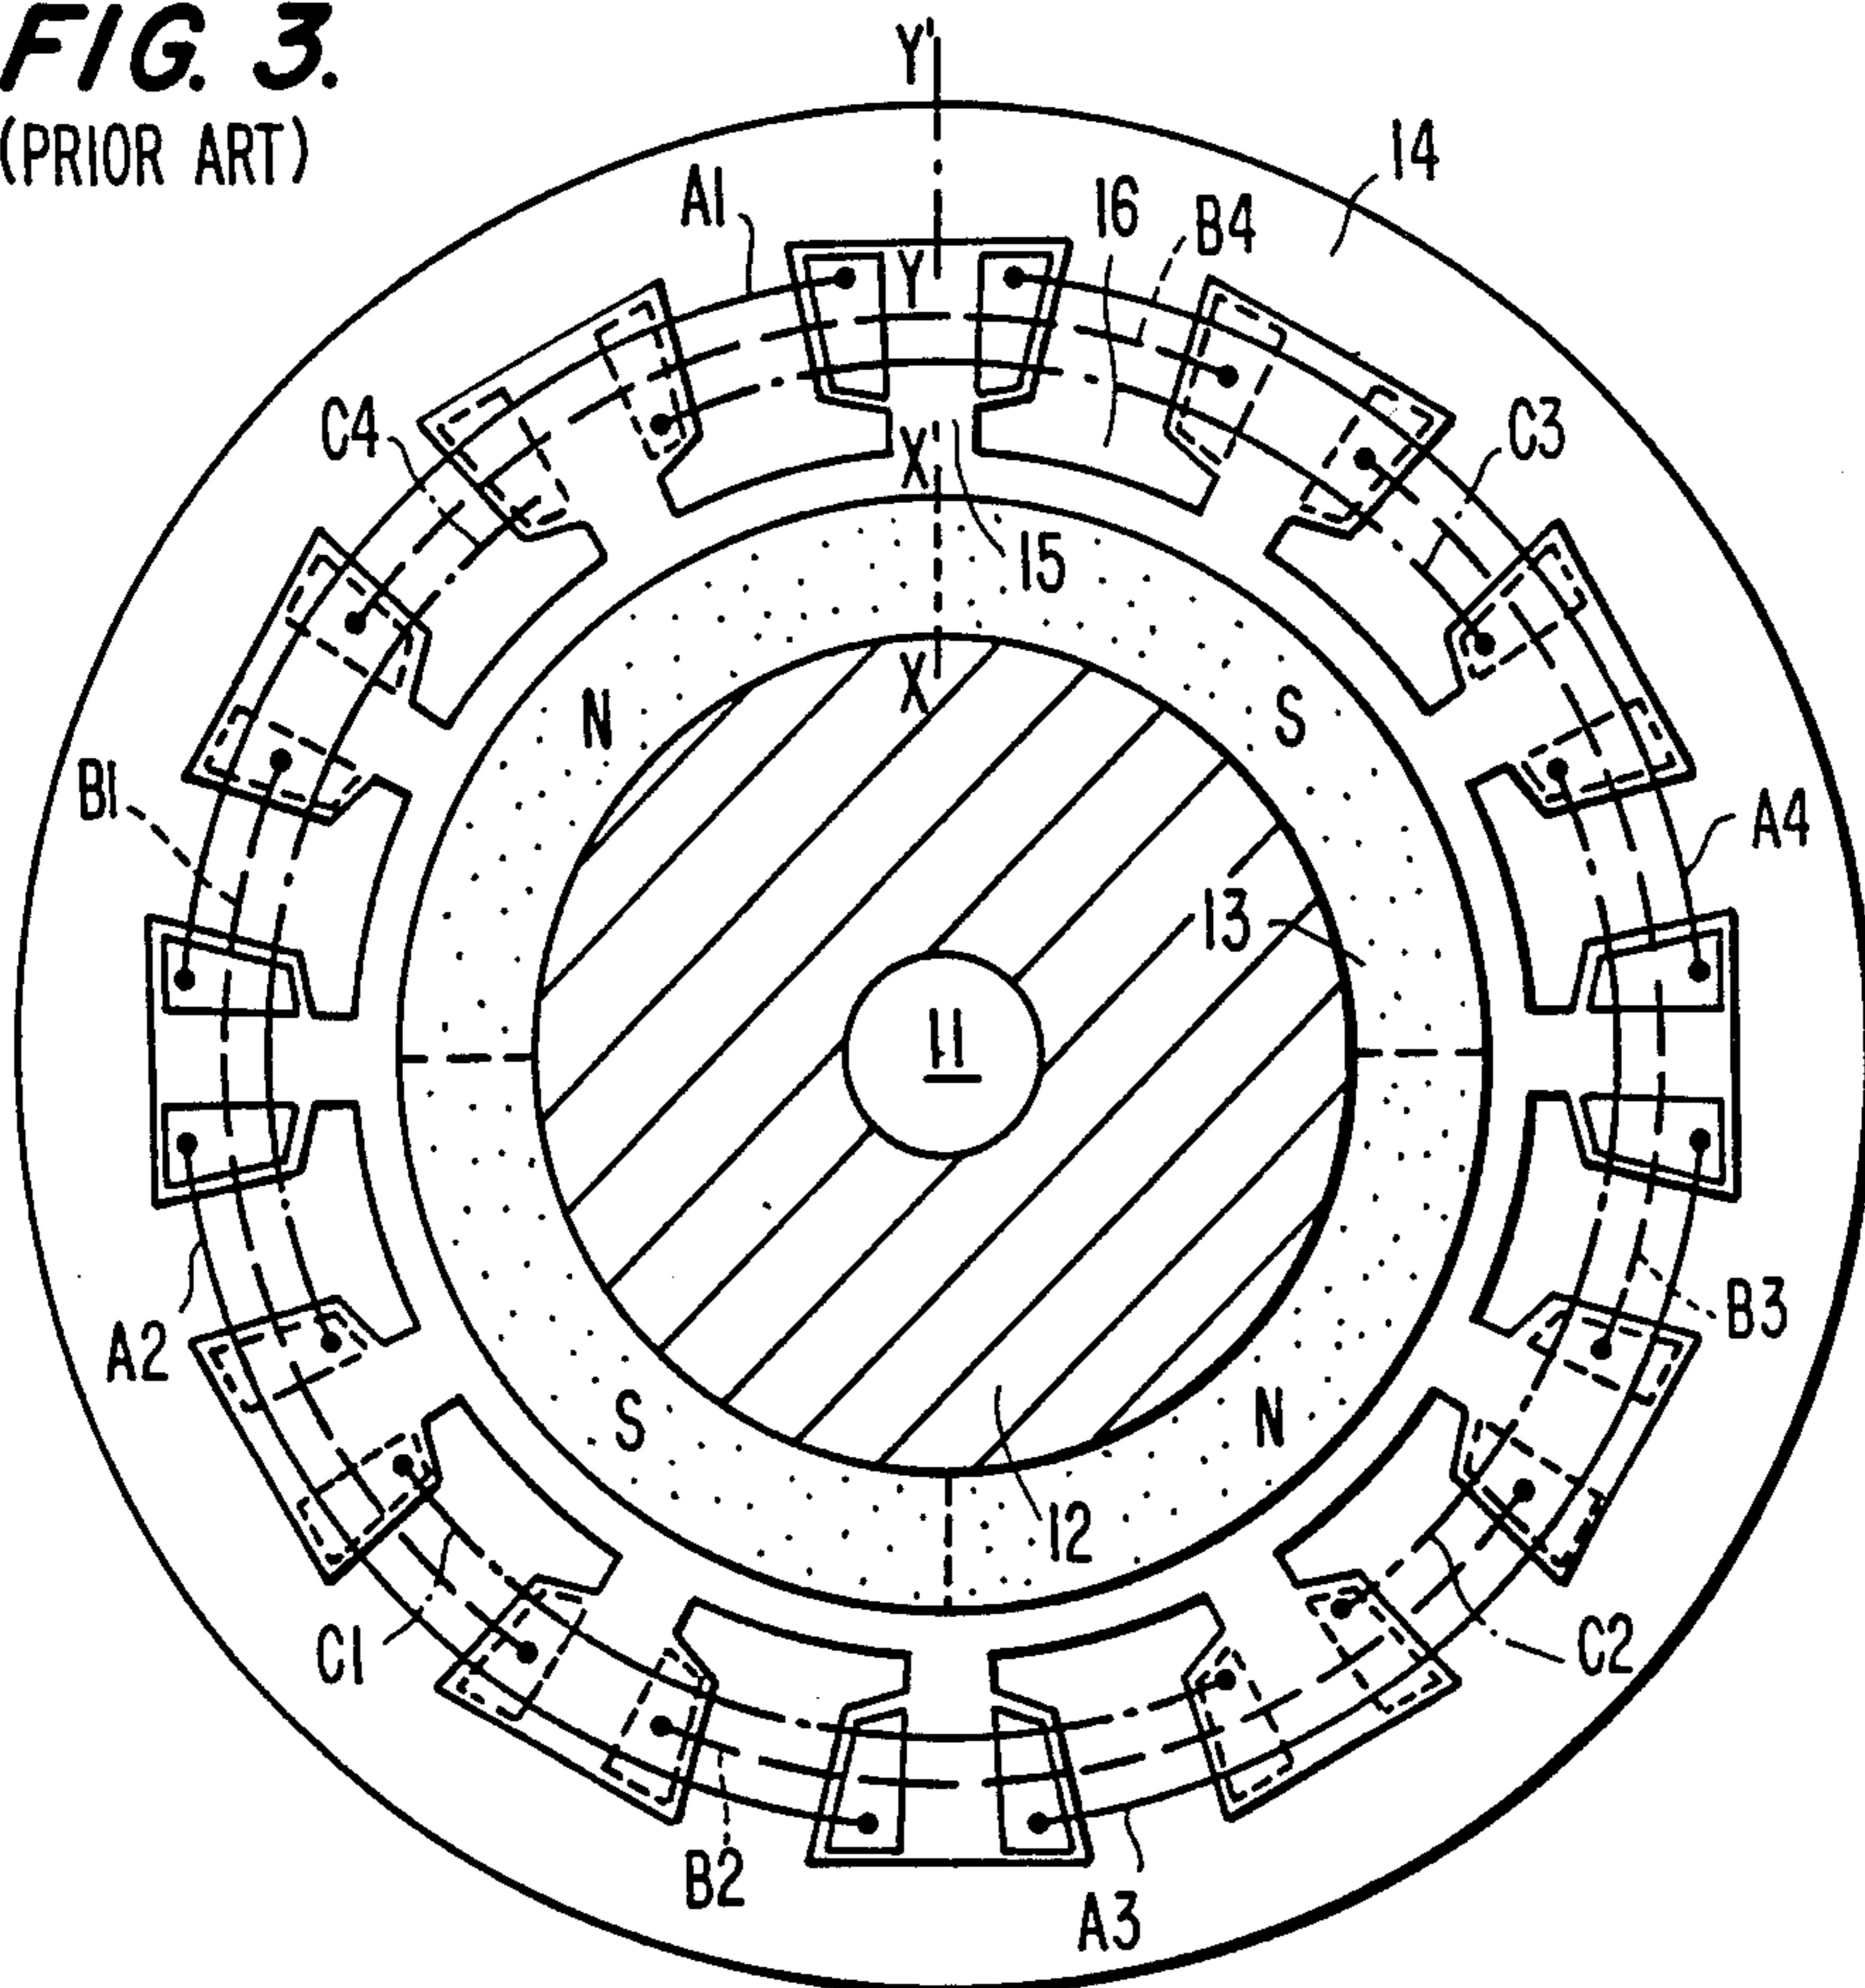 FIG. 3.
(PRIOR ART)
Y'
14
A1
16
B4
Y
C4
X'
C3
15
X
N
S
B1
A4
13
11
A2
B3
S
N
12
C1
C2
B2
A3